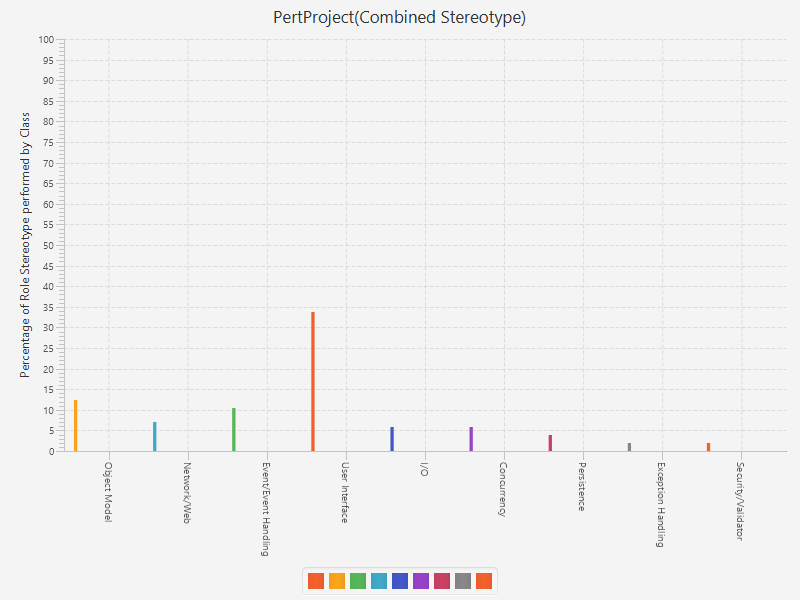 PertProject(Combined Stereotype)
Percentage of Role Stereotype performed by Class
100
95
90
85
80
75
70
65
60
55
50
45
40
35
30
25
20
15
10
5
0
Object Model
Network/Web
Event/Event Handling
User Interface
I/O
Concurrency
Persistence
Exception Handling
Security/Validator